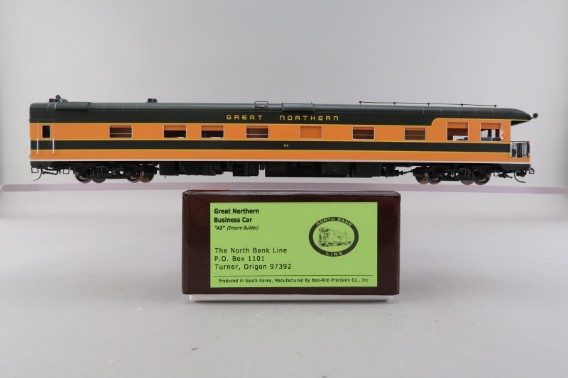 GREAT NORTHERN
A2
Great Northern
Business Car
"A2" (Empire Builder)
NORTH BANK
LINE
The North Bank Line
P.O. Box 1101
Turner, Origon 97392
Produced in South Korea, Manufactured By Boo-Rim Precision Co., Inc